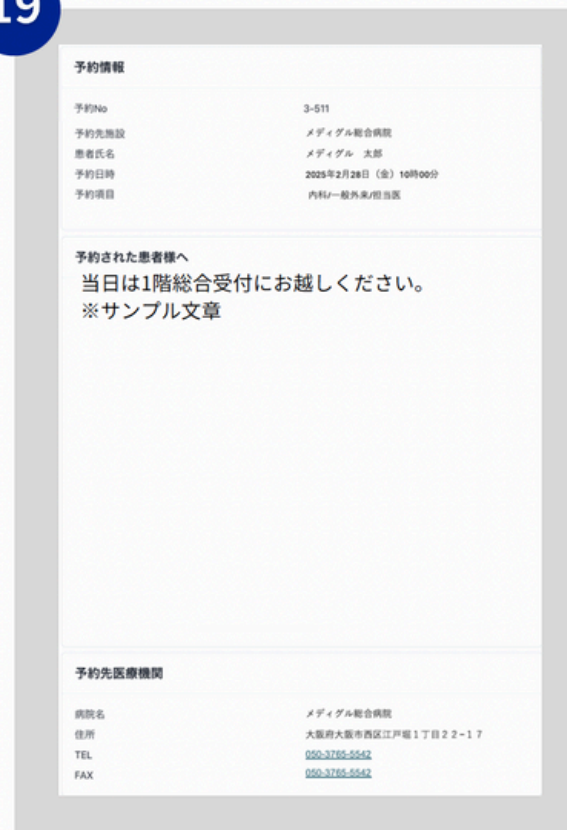 19
予約情報
予約No 3-511
予約先施設 メディグル総合病院
患者氏名 メディグル 太郎
予約日時 2025年2月28日（金）10時00分
予約項目 内科/一般外来/担当医
予約された患者様へ
当日は1階総合受付にお越しください。
※サンプル文章
予約先医療機関
病院名 メディグル総合病院
住所 大阪府大阪市西区江戸堀１丁目２２−１７
TEL 050-3765-5542
FAX 050-3765-5542